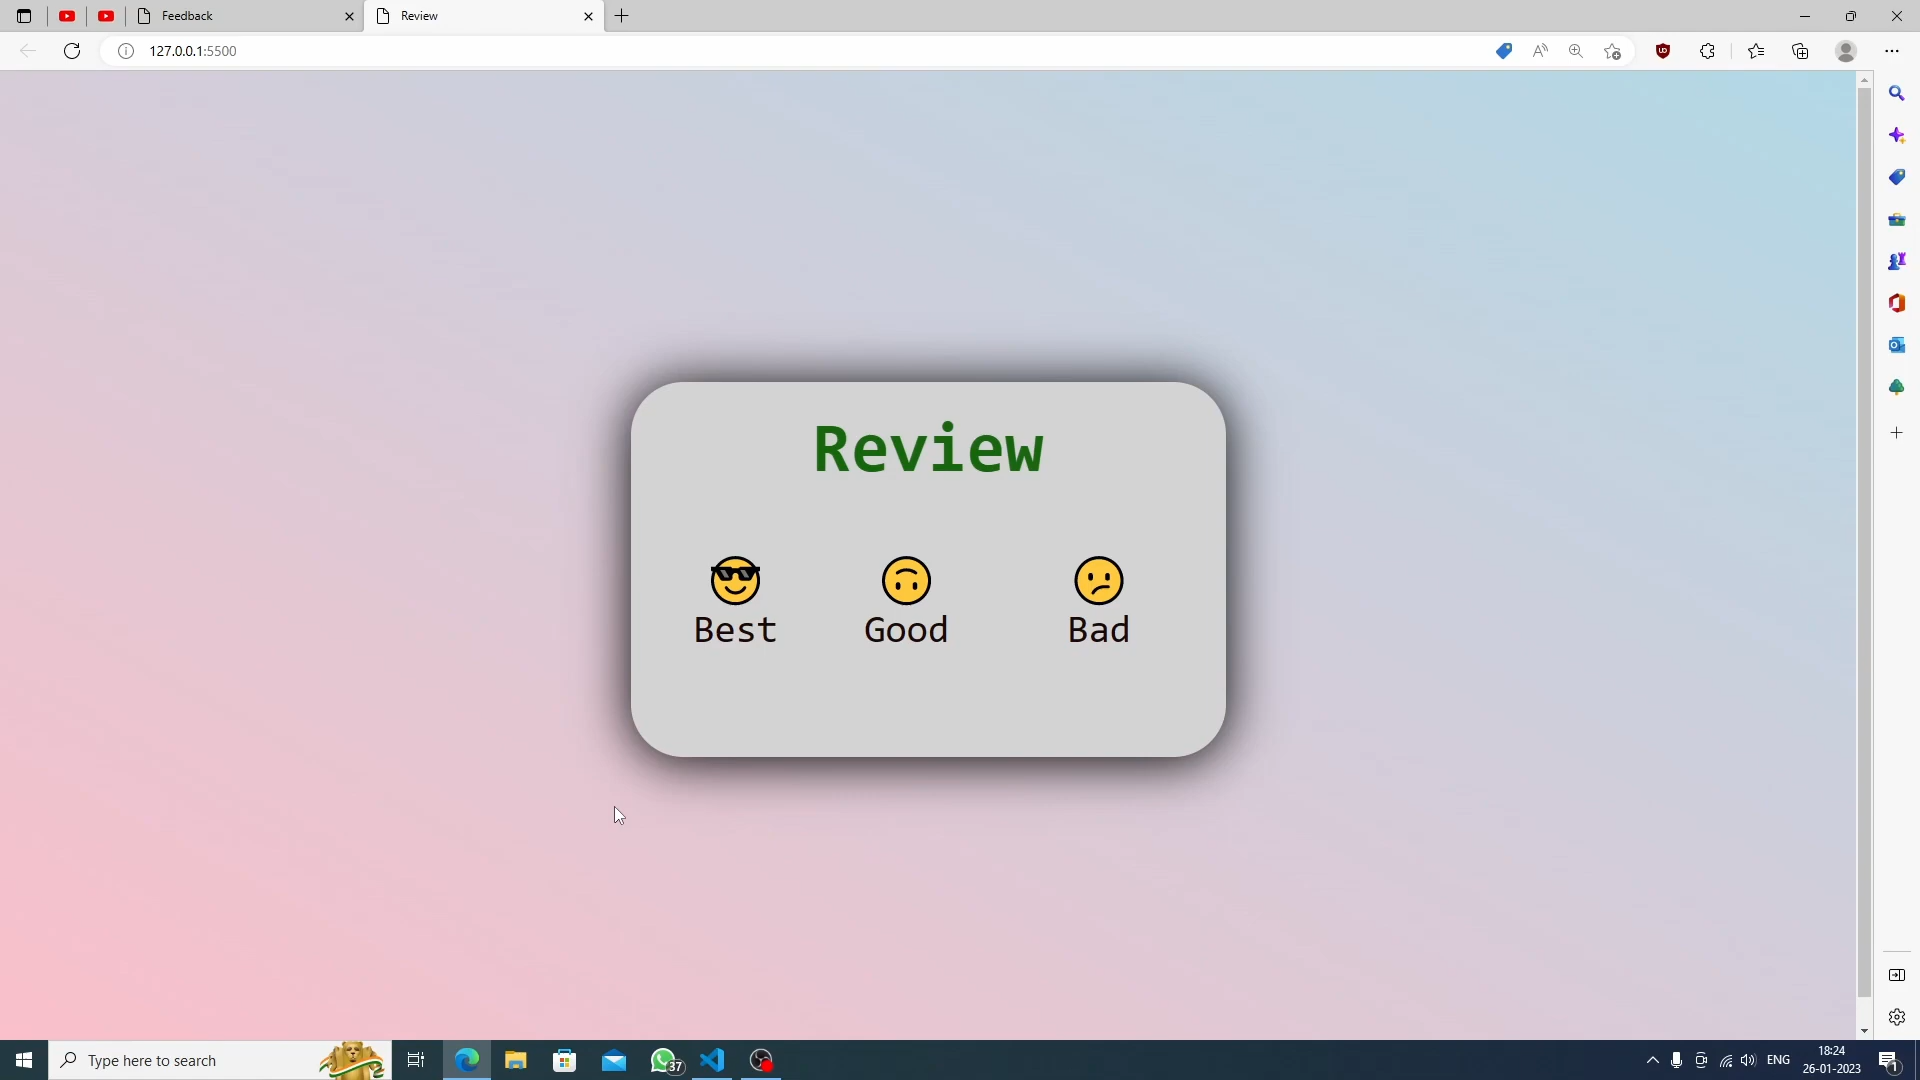 Feedback
Review
127.0.0.1:5500
Review
Best
Good
Bad
Type here to search
37
ENG
18:24
26-01-2023
1